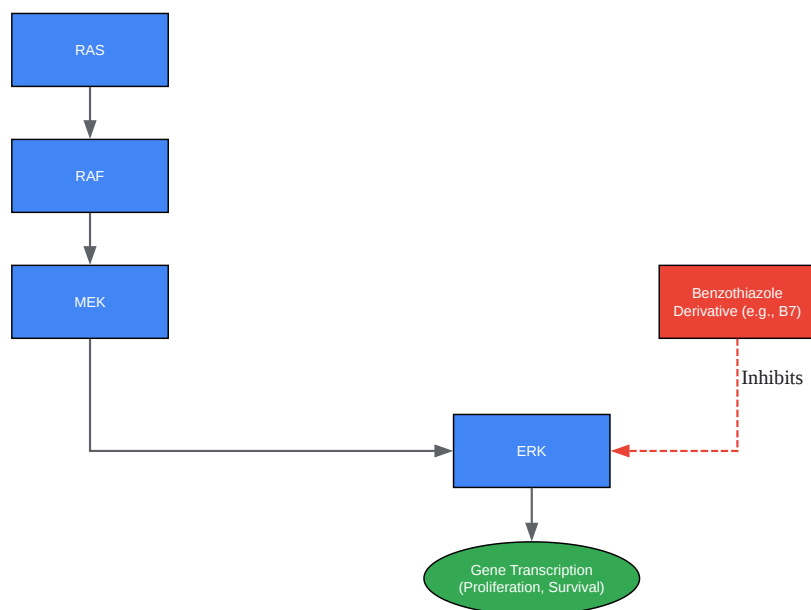 RAS
RAF
MEK
Benzothiazole
Derivative (e.g., B7)
Inhibits
ERK
Gene Transcription
(Proliferation, Survival)